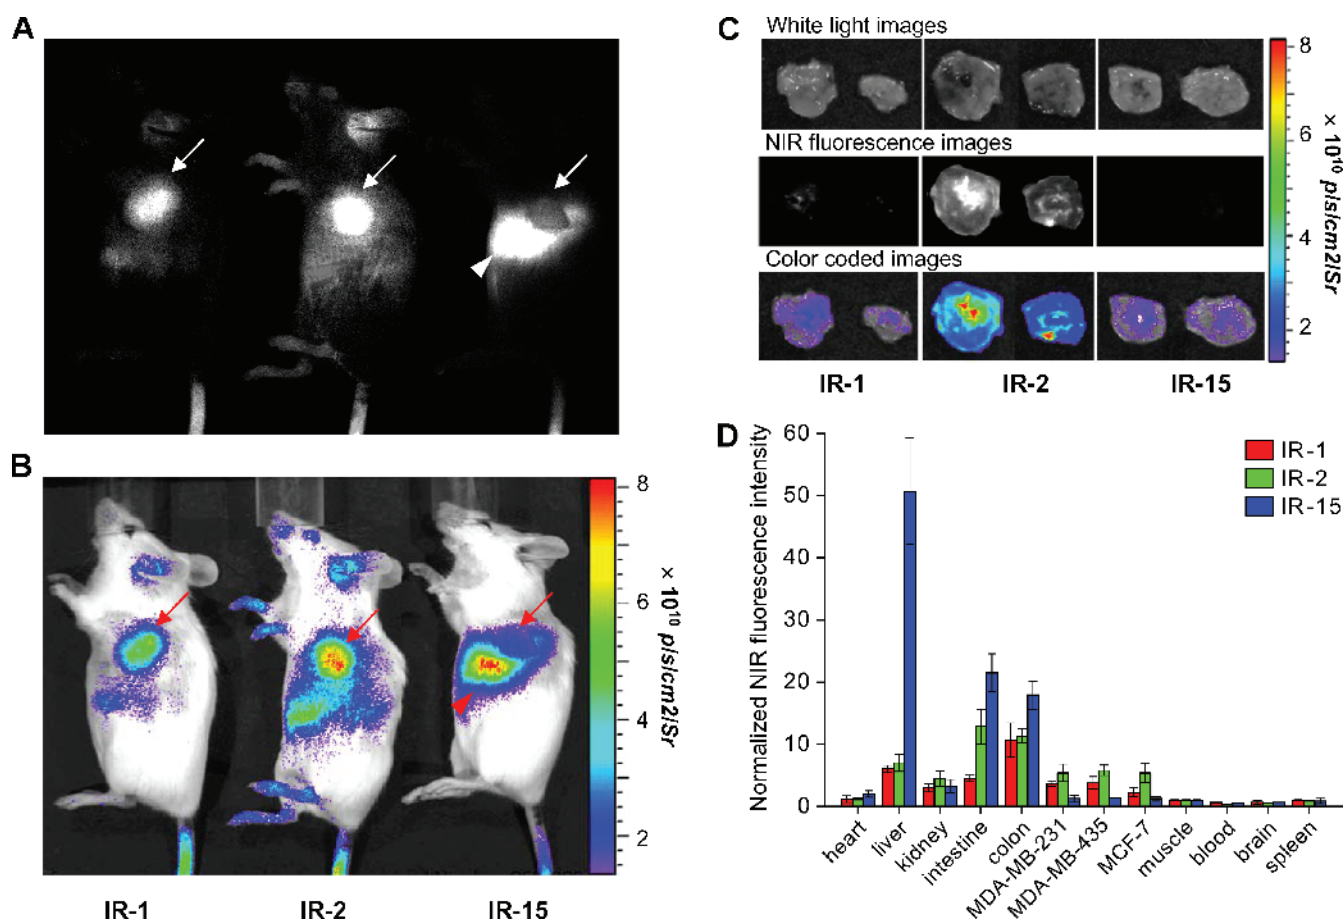 A
B
IR-1
IR-2
IR-15
8
6
4
2
× 10¹⁰ p/s/cm2/Sr
C
White light images
NIR fluorescence images
Color coded images
IR-1
IR-2
IR-15
8
6
4
2
× 10¹⁰ p/s/cm2/Sr
D
Normalized NIR fluorescence intensity
60
50
40
30
20
10
0
IR-1
IR-2
IR-15
heart
liver
kidney
intestine
colon
MDA-MB-231
MDA-MB-435
MCF-7
muscle
blood
brain
spleen